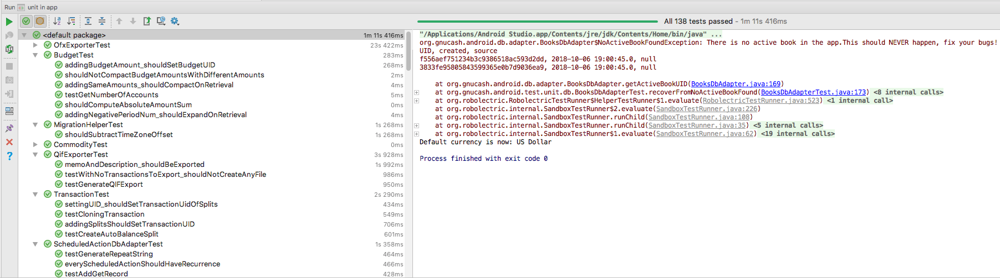 Run unit in app
All 138 tests passed - 1m 11s 416ms
<default package> 1m 11s 416ms
OfxExporterTest 23s 422ms
BudgetTest 283ms
addingBudgetAmount_shouldSetBudgetUID 268ms
shouldNotCompactBudgetAmountsWithDifferentAmounts 2ms
addingSameAmounts_shouldCompactOnRetrieval 4ms
testGetNumberOfAccounts 5ms
shouldComputeAbsoluteAmountSum 0ms
addingNegativePeriodNum_shouldExpandOnRetrieval 4ms
MigrationHelperTest 1s 268ms
shouldSubtractTimeZoneOffset 1s 268ms
CommodityTest 0ms
QifExporterTest 3s 928ms
memoAndDescription_shouldBeExported 1s 992ms
testWithNoTransactionsToExport_shouldNotCreateAnyFile 986ms
testGenerateQIFExport 950ms
TransactionTest 2s 290ms
settingUID_shouldSetTransactionUidOfSplits 434ms
testCloningTransaction 549ms
addingSplitsShouldSetTransactionUID 706ms
testCreateAutoBalanceSplit 601ms
ScheduledActionDbAdapterTest 1s 358ms
testGenerateRepeatString 464ms
everyScheduledActionShouldHaveRecurrence 466ms
testAddGetRecord 428ms
"/Applications/Android Studio.app/Contents/jre/jdk/Contents/Home/bin/java" ...
org.gnucash.android.db.adapter.BooksDbAdapter$NoActiveBookFoundException: There is no active book in the app.This should NEVER happen, fix your bugs!
UID, created, source
f556aef751234b3c9386518ac593d2dd, 2018-10-06 19:00:45.0, null
3833fe95805843599365e0b7d9036ea9, 2018-10-06 19:00:45.0, null
at org.gnucash.android.db.adapter.BooksDbAdapter.getActiveBookUID(BooksDbAdapter.java:169)
at org.gnucash.android.test.unit.db.BooksDbAdapterTest.recoverFromNoActiveBookFound(BooksDbAdapterTest.java:173) <8 internal calls>
at org.robolectric.RobolectricTestRunner$HelperTestRunner$1.evaluate(RobolectricTestRunner.java:523) <1 internal call>
at org.robolectric.internal.SandboxTestRunner$2.evaluate(SandboxTestRunner.java:226)
at org.robolectric.internal.SandboxTestRunner.runChild(SandboxTestRunner.java:108)
at org.robolectric.internal.SandboxTestRunner.runChild(SandboxTestRunner.java:35) <5 internal calls>
at org.robolectric.internal.SandboxTestRunner$1.evaluate(SandboxTestRunner.java:62) <19 internal calls>
Default currency is now: US Dollar
Process finished with exit code 0